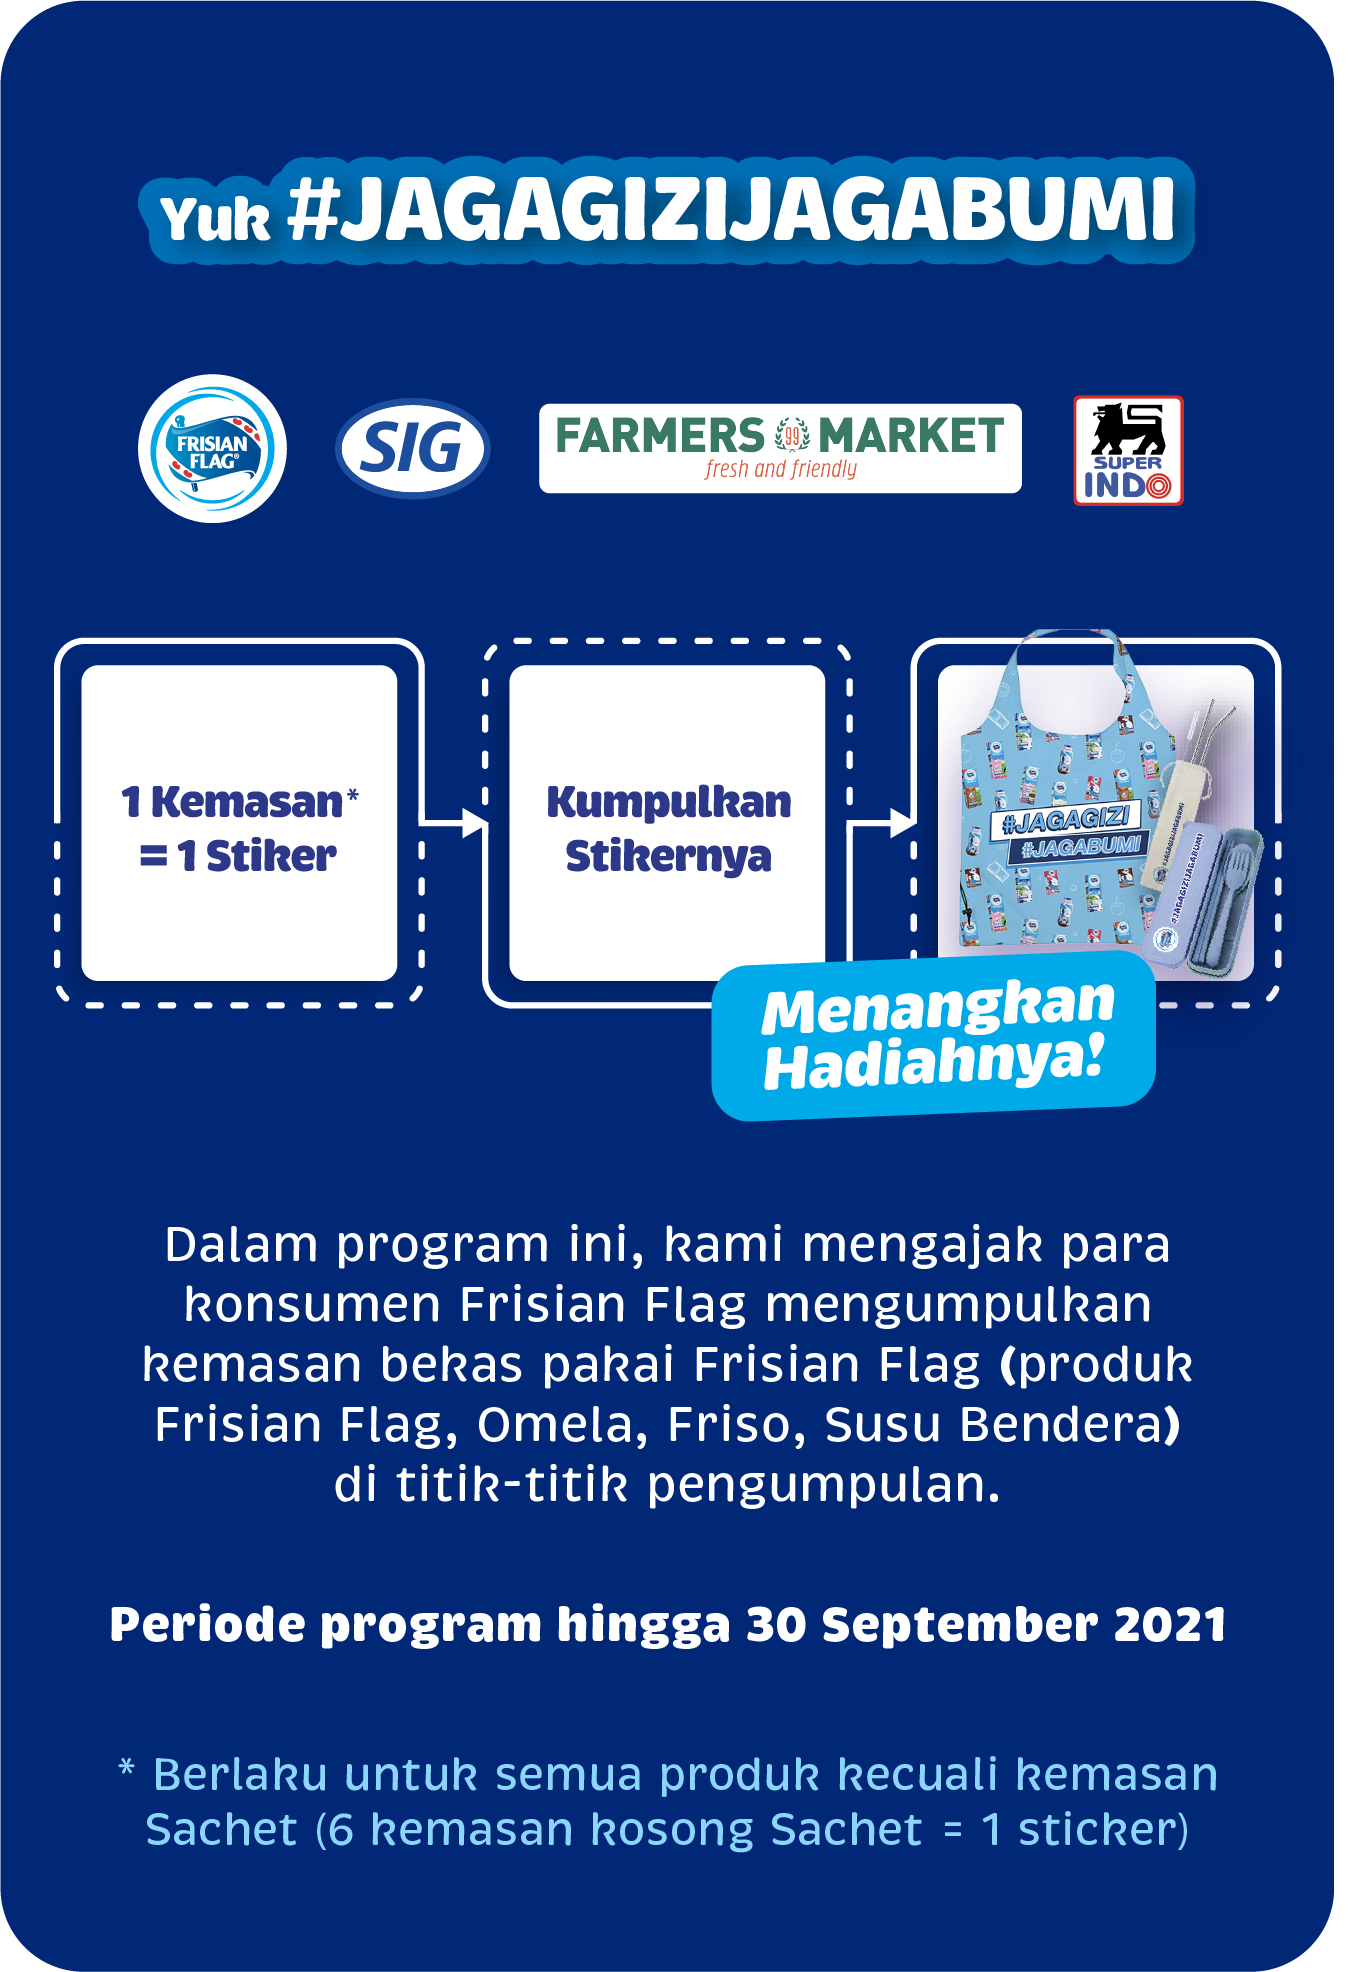 Yuk #JAGAGIZIJAGABUMI
FRISIAN
FLAG®
SIG
FARMERS 99 MARKET
fresh and friendly
SUPER
INDO
1 Kemasan*
= 1 Stiker
Kumpulkan
Stikernya
#JAGAGIZI
#JAGABUMI
#JAGAGIZIJAGABUMI
#JAGAGIZIJAGABUMI
Menangkan
Hadiahnya!
Dalam program ini, kami mengajak para
konsumen Frisian Flag mengumpulkan
kemasan bekas pakai Frisian Flag (produk
Frisian Flag, Omela, Friso, Susu Bendera)
di titik-titik pengumpulan.
Periode program hingga 30 September 2021
* Berlaku untuk semua produk kecuali kemasan
Sachet (6 kemasan kosong Sachet = 1 sticker)